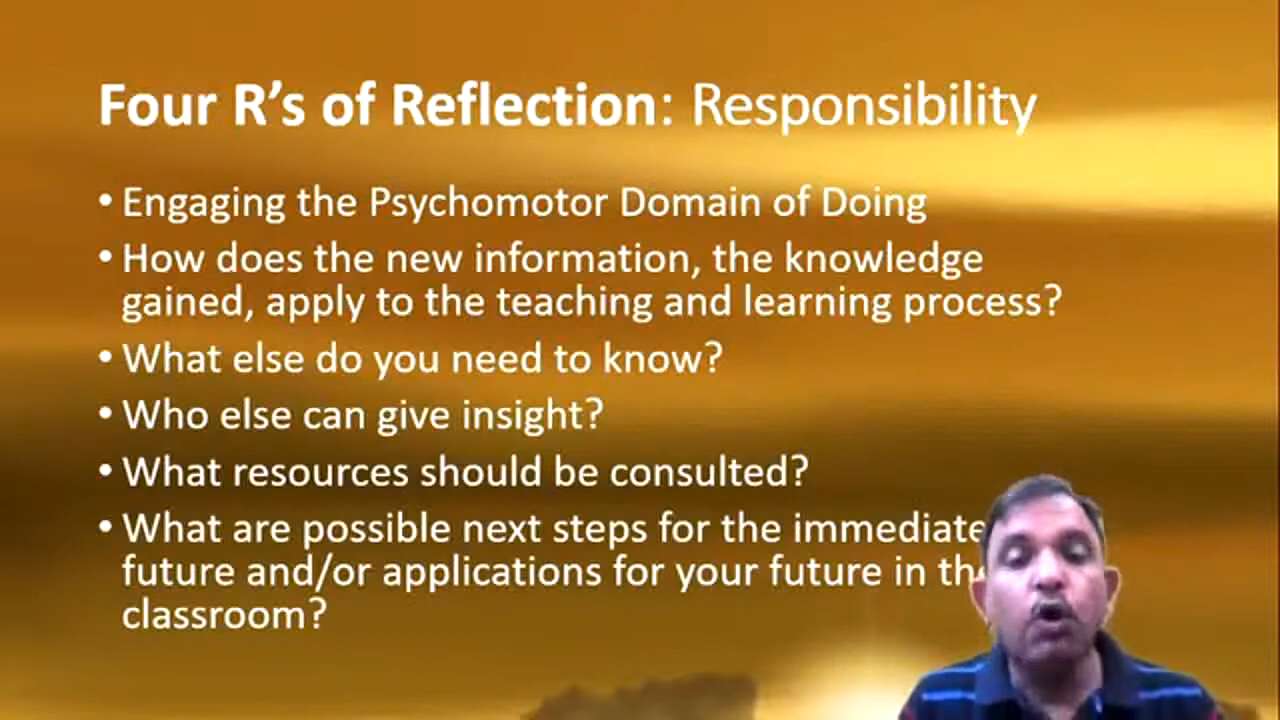 Four R’s of Reflection: Responsibility
• Engaging the Psychomotor Domain of Doing
• How does the new information, the knowledge
gained, apply to the teaching and learning process?
• What else do you need to know?
• Who else can give insight?
• What resources should be consulted?
• What are possible next steps for the immediate
future and/or applications for your future in the
classroom?